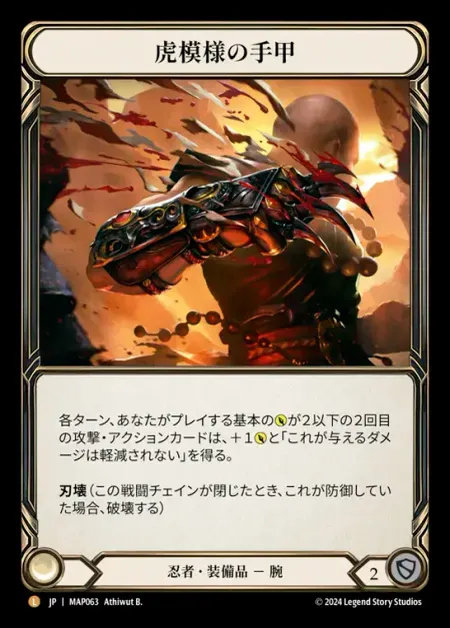 虎模様の手甲
各ターン、あなたがプレイする基本のが2以下の2回目
の攻撃・アクションカードは、+1と「これが与えるダメ
ージは軽減されない」を得る。
刃壊(この戦闘チェインが閉じたとき、これが防御してい
た場合、破壊する)
忍者・装備品 ― 腕
2
L JP | MAP063 Athiwut B.
© 2024 Legend Story Studios